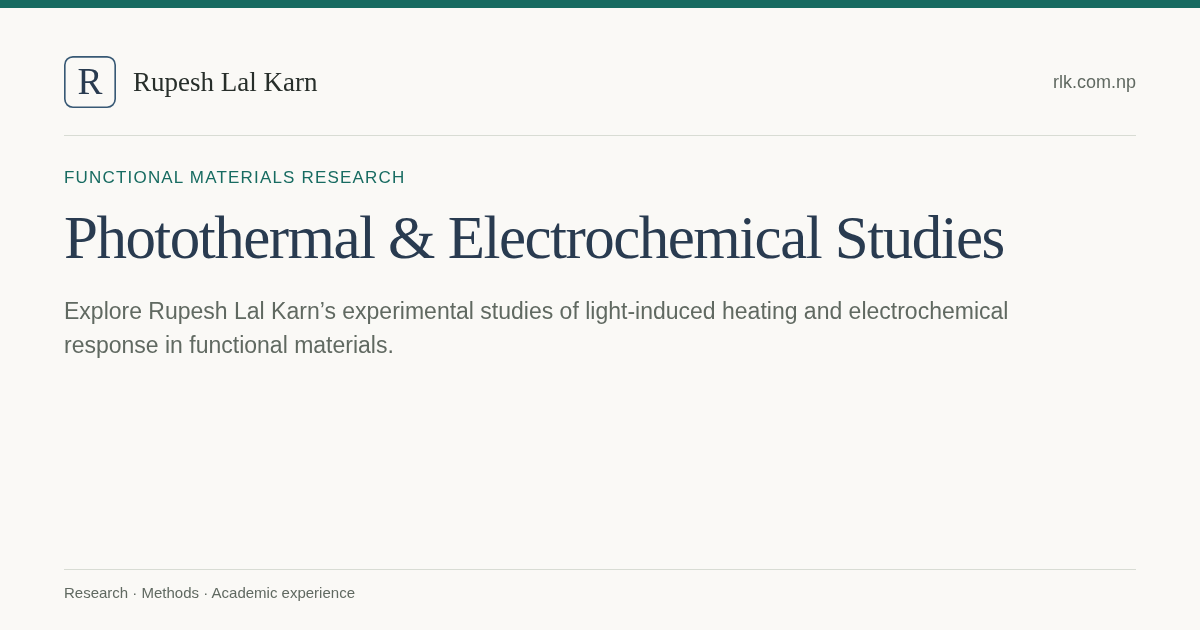 R
Rupesh Lal Karn
rlk.com.np
FUNCTIONAL MATERIALS RESEARCH
Photothermal & Electrochemical Studies
Explore Rupesh Lal Karn’s experimental studies of light-induced heating and electrochemical
response in functional materials.
Research · Methods · Academic experience